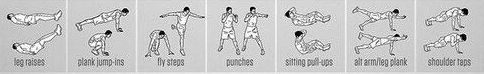 leg raises
plank jump-ins
fly steps
punches
sitting pull-ups
alt arm/leg plank
shoulder taps